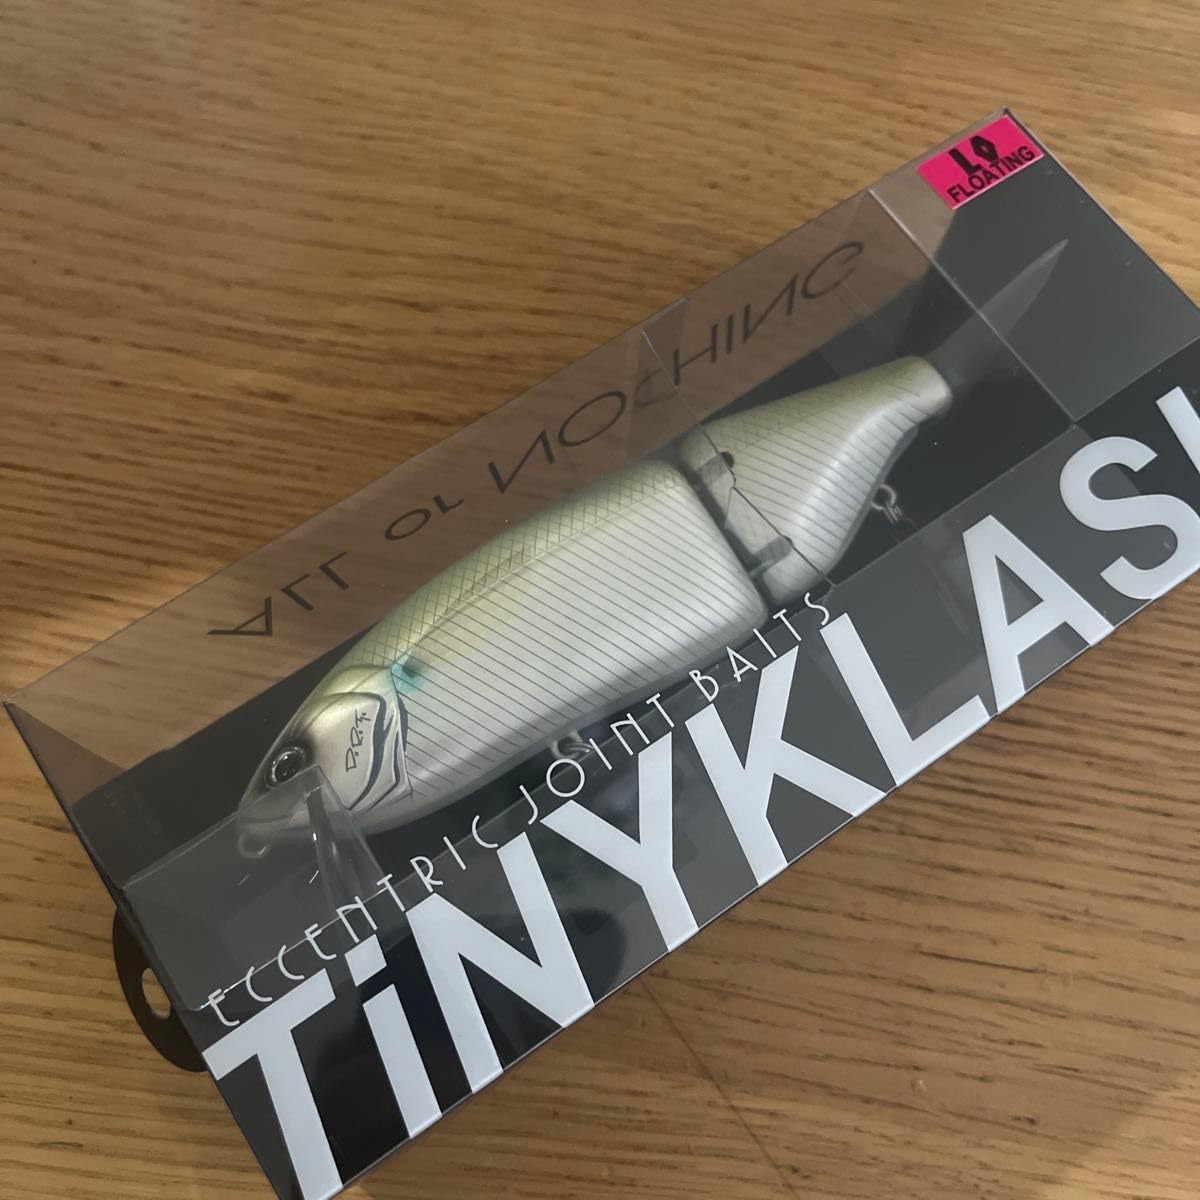 LO
FLOATING
ALL or NOtHING
D.R.T.
ECCENTRIC JOINT BAITS
TiNYKLAS